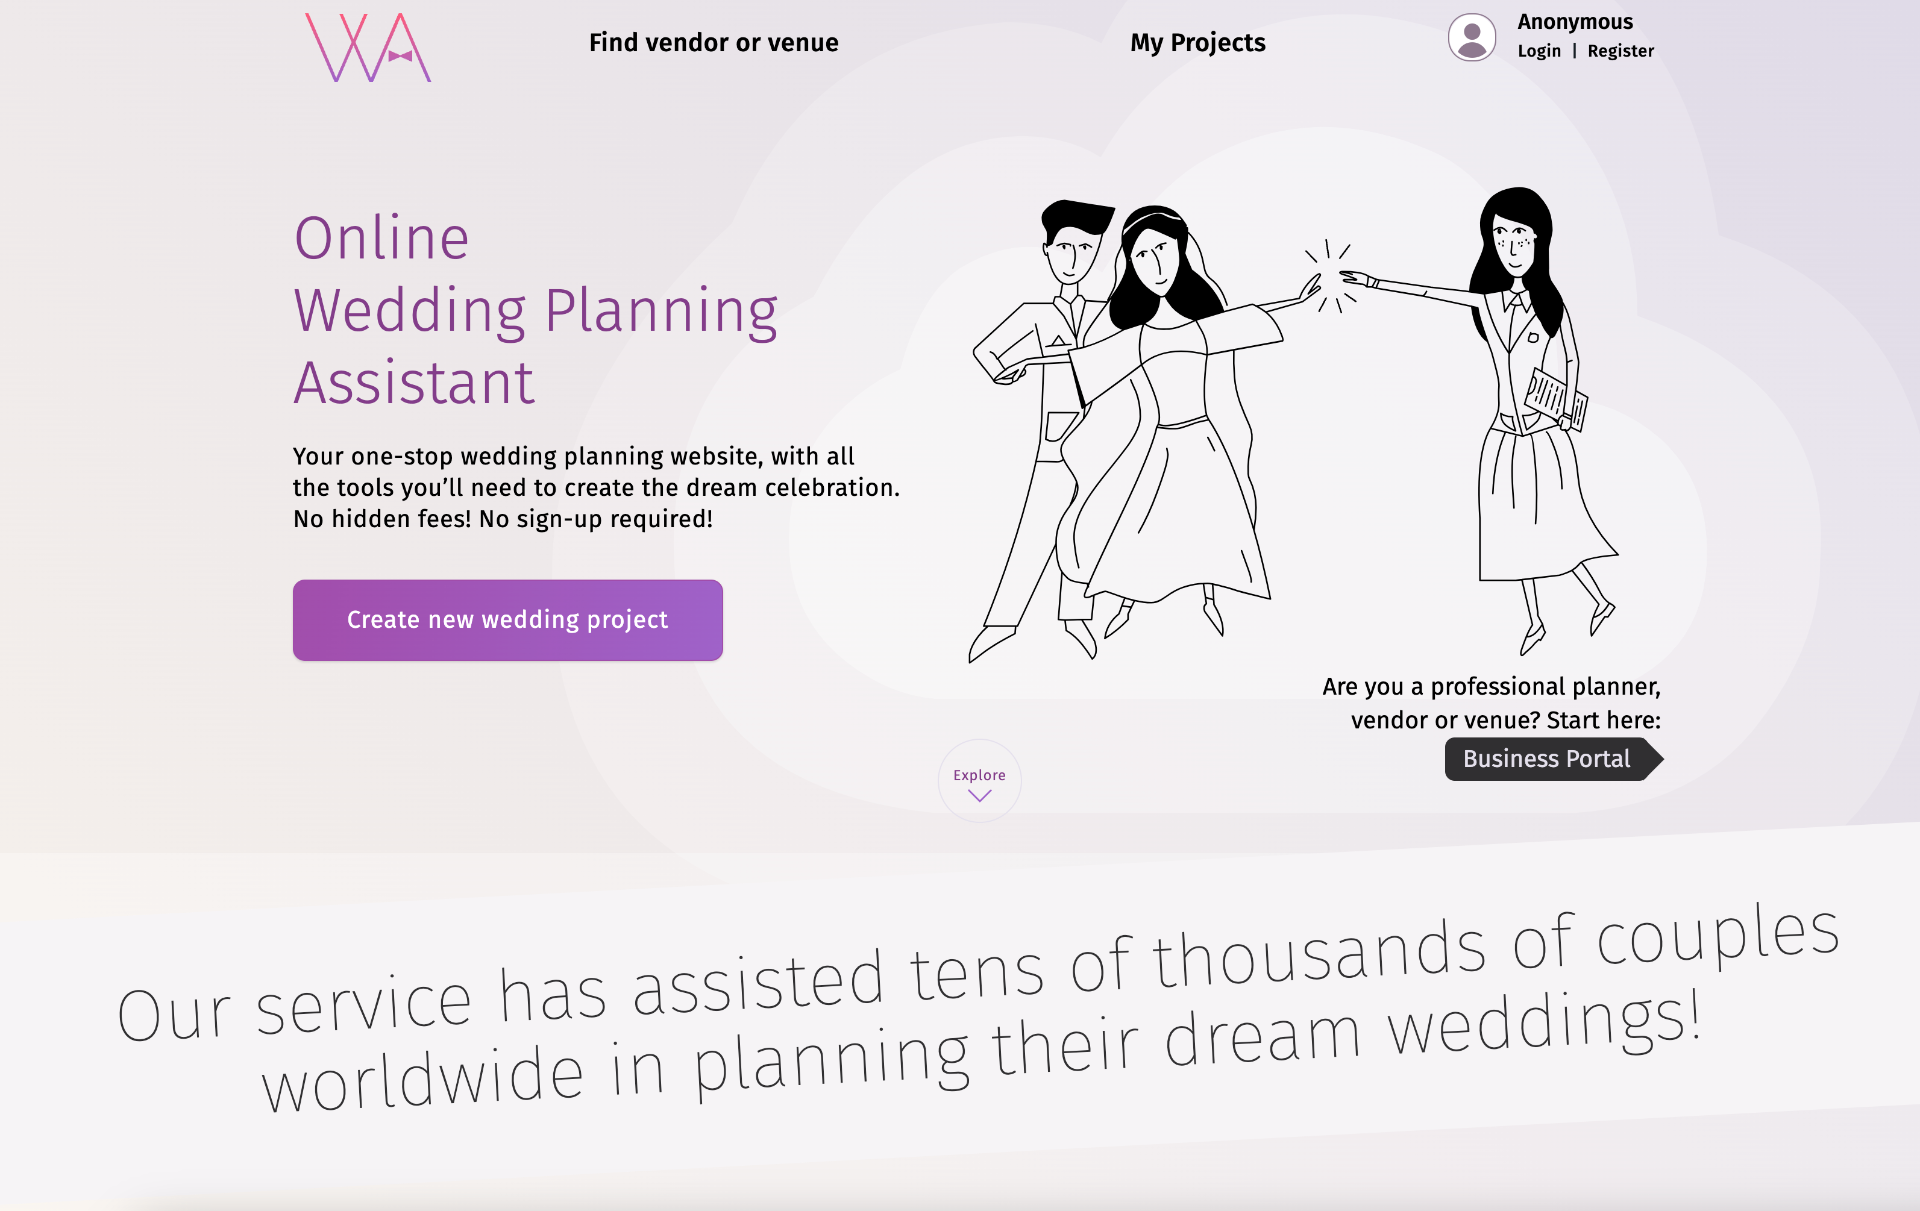 WA
Find vendor or venue
My Projects
Anonymous
Login | Register
Online
Wedding Planning
Assistant
Your one-stop wedding planning website, with all
the tools you’ll need to create the dream celebration.
No hidden fees! No sign-up required!
Create new wedding project
Are you a professional planner,
vendor or venue? Start here:
Business Portal
Explore
Our service has assisted tens of thousands of couples
worldwide in planning their dream weddings!